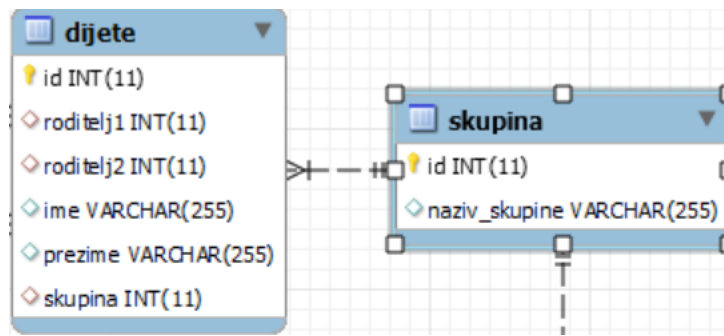 dijete
id INT(11)
roditelj1 INT(11)
roditelj2 INT(11)
ime VARCHAR(255)
prezime VARCHAR(255)
skupina INT(11)
skupina
id INT(11)
naziv_skupine VARCHAR(255)